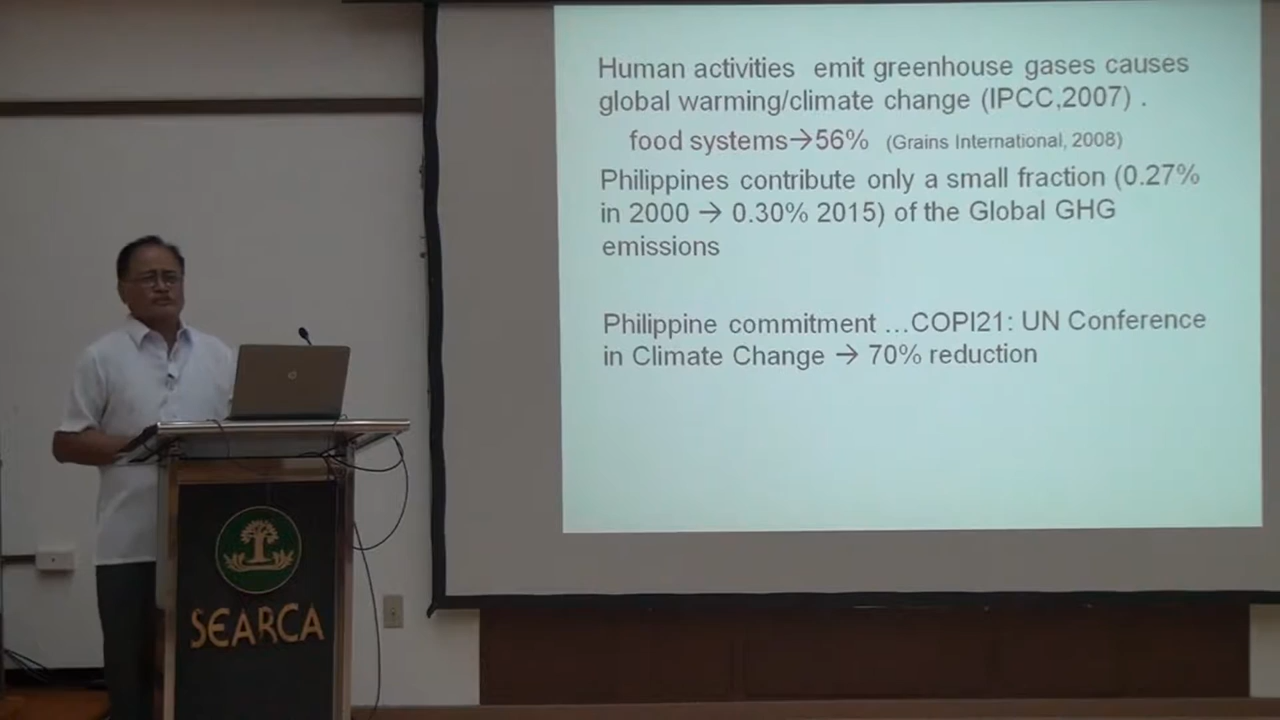 Human activities emit greenhouse gases causes
global warming/climate change (IPCC,2007) .
food systems→56% (Grains International, 2008)
Philippines contribute only a small fraction (0.27%
in 2000 → 0.30% 2015) of the Global GHG
emissions
Philippine commitment ...COPI21: UN Conference
in Climate Change → 70% reduction
SEARCA